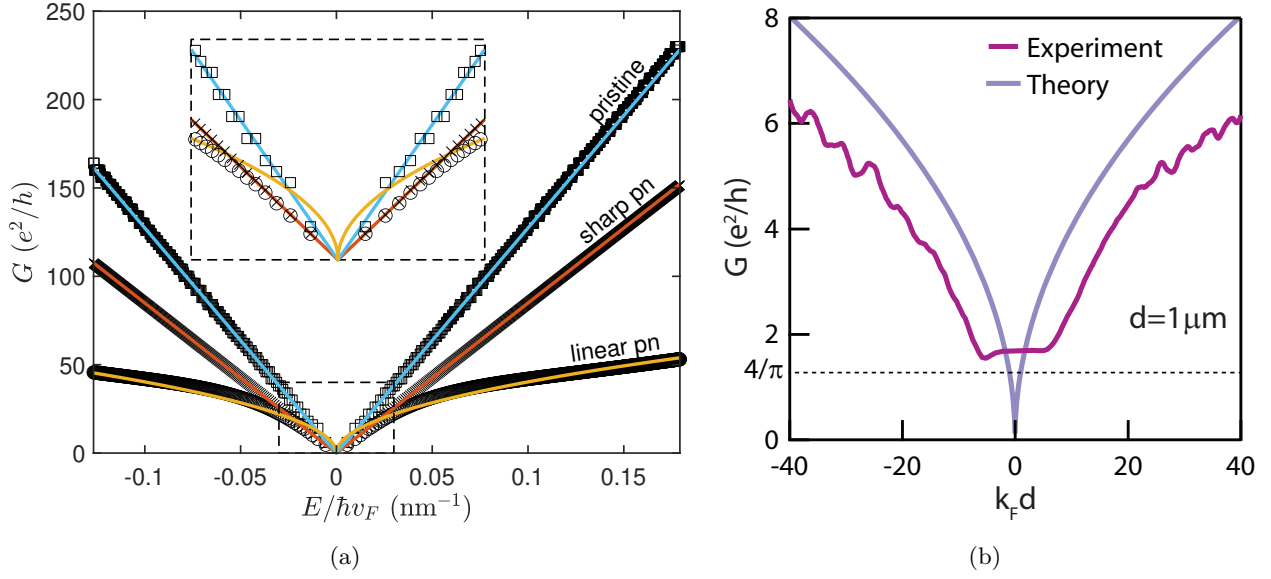 250
200
150
100
50
0
G (e²/h)
pristine
sharp pn
linear pn
-0.1
-0.05
0
0.05
0.1
0.15
E/ħv_F (nm⁻¹)
(a)
8
6
4
2
4/π
0
G (e²/h)
Experiment
Theory
d=1μm
-40
-20
0
20
40
k_F d
(b)